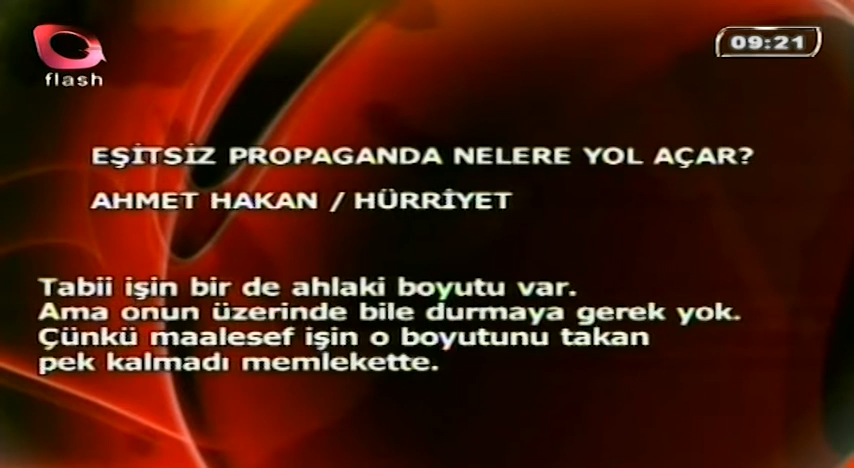 flash
09:21
EŞİTSİZ PROPAGANDA NELERE YOL AÇAR?
AHMET HAKAN / HÜRRİYET
Tabii işin bir de ahlaki boyutu var.
Ama onun üzerinde bile durmaya gerek yok.
Çünkü maalesef işin o boyutunu takan
pek kalmadı memlekette.